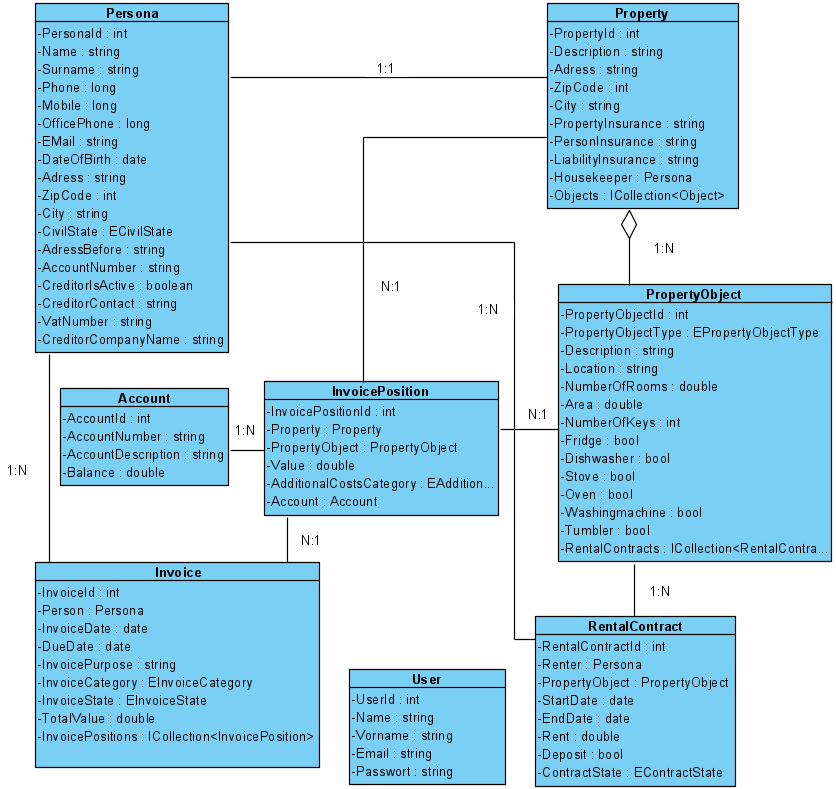 Persona
-PersonaId : int
-Name : string
-Surname : string
-Phone : long
-Mobile : long
-OfficePhone : long
-EMail : string
-DateOfBirth : date
-Adress : string
-ZipCode : int
-City : string
-CivilState : ECivilState
-AdressBefore : string
-AccountNumber : string
-CreditorIsActive : boolean
-CreditorContact : string
-VatNumber : string
-CreditorCompanyName : string
1:1
Property
-PropertyId : int
-Description : string
-Adress : string
-ZipCode : int
-City : string
-PropertyInsurance : string
-PersonInsurance : string
-LiabilityInsurance : string
-Housekeeper : Persona
-Objects : ICollection<Object>
1:N
N:1
1:N
PropertyObject
-PropertyObjectId : int
-PropertyObjectType : EPropertyObjectType
-Description : string
-Location : string
-NumberOfRooms : double
-Area : double
-NumberOfKeys : int
-Fridge : bool
-Dishwasher : bool
-Stove : bool
-Oven : bool
-Washingmachine : bool
-Tumbler : bool
-RentalContracts : ICollection<RentalContra...
Account
-AccountId : int
-AccountNumber : string
-AccountDescription : string
-Balance : double
1:N
InvoicePosition
-InvoicePositionId : int
-Property : Property
-PropertyObject : PropertyObject
-Value : double
-AdditionalCostsCategory : EAddition...
-Account : Account
N:1
1:N
N:1
1:N
Invoice
-InvoiceId : int
-Person : Persona
-InvoiceDate : date
-DueDate : date
-InvoicePurpose : string
-InvoiceCategory : EInvoiceCategory
-InvoiceState : EInvoiceState
-TotalValue : double
-InvoicePositions : ICollection<InvoicePosition>
User
-UserId : int
-Name : string
-Vorname : string
-Email : string
-Passwort : string
RentalContract
-RentalContractId : int
-Renter : Persona
-PropertyObject : PropertyObject
-StartDate : date
-EndDate : date
-Rent : double
-Deposit : bool
-ContractState : EContractState